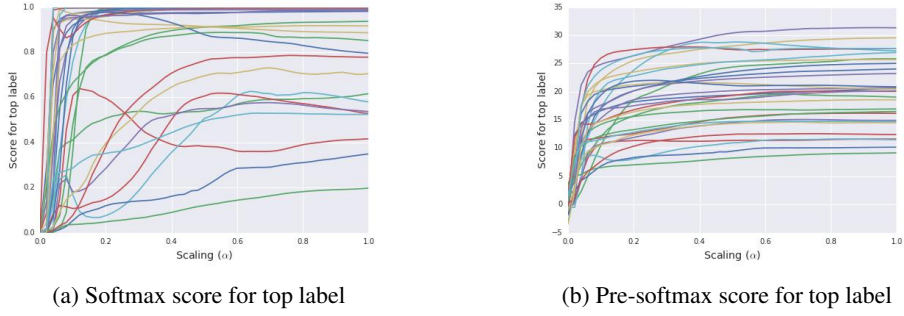 1.0
0.8
0.6
0.4
0.2
0.0
Score for top label
0.0 0.2 0.4 0.6 0.8 1.0
Scaling (α)
(a) Softmax score for top label
35
30
25
20
15
10
5
0
−5
Score for top label
0.0 0.2 0.4 0.6 0.8 1.0
Scaling (α)
(b) Pre-softmax score for top label